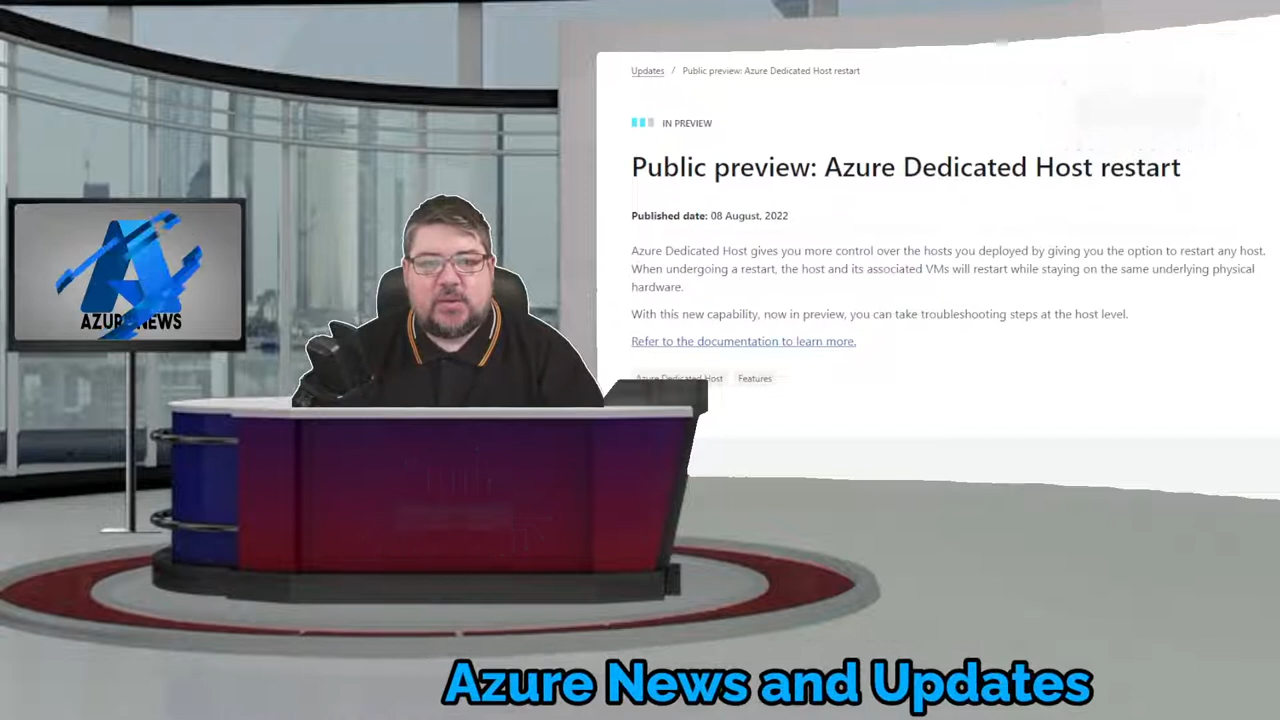 Updates / Public preview: Azure Dedicated Host restart
IN PREVIEW
Public preview: Azure Dedicated Host restart
Published date: 08 August, 2022
Azure Dedicated Host gives you more control over the hosts you deployed by giving you the option to restart any host.
When undergoing a restart, the host and its associated VMs will restart while staying on the same underlying physical
hardware.
With this new capability, now in preview, you can take troubleshooting steps at the host level.
Refer to the documentation to learn more.
Azure Dedicated Host Features
AZURE NEWS
Azure News and Updates